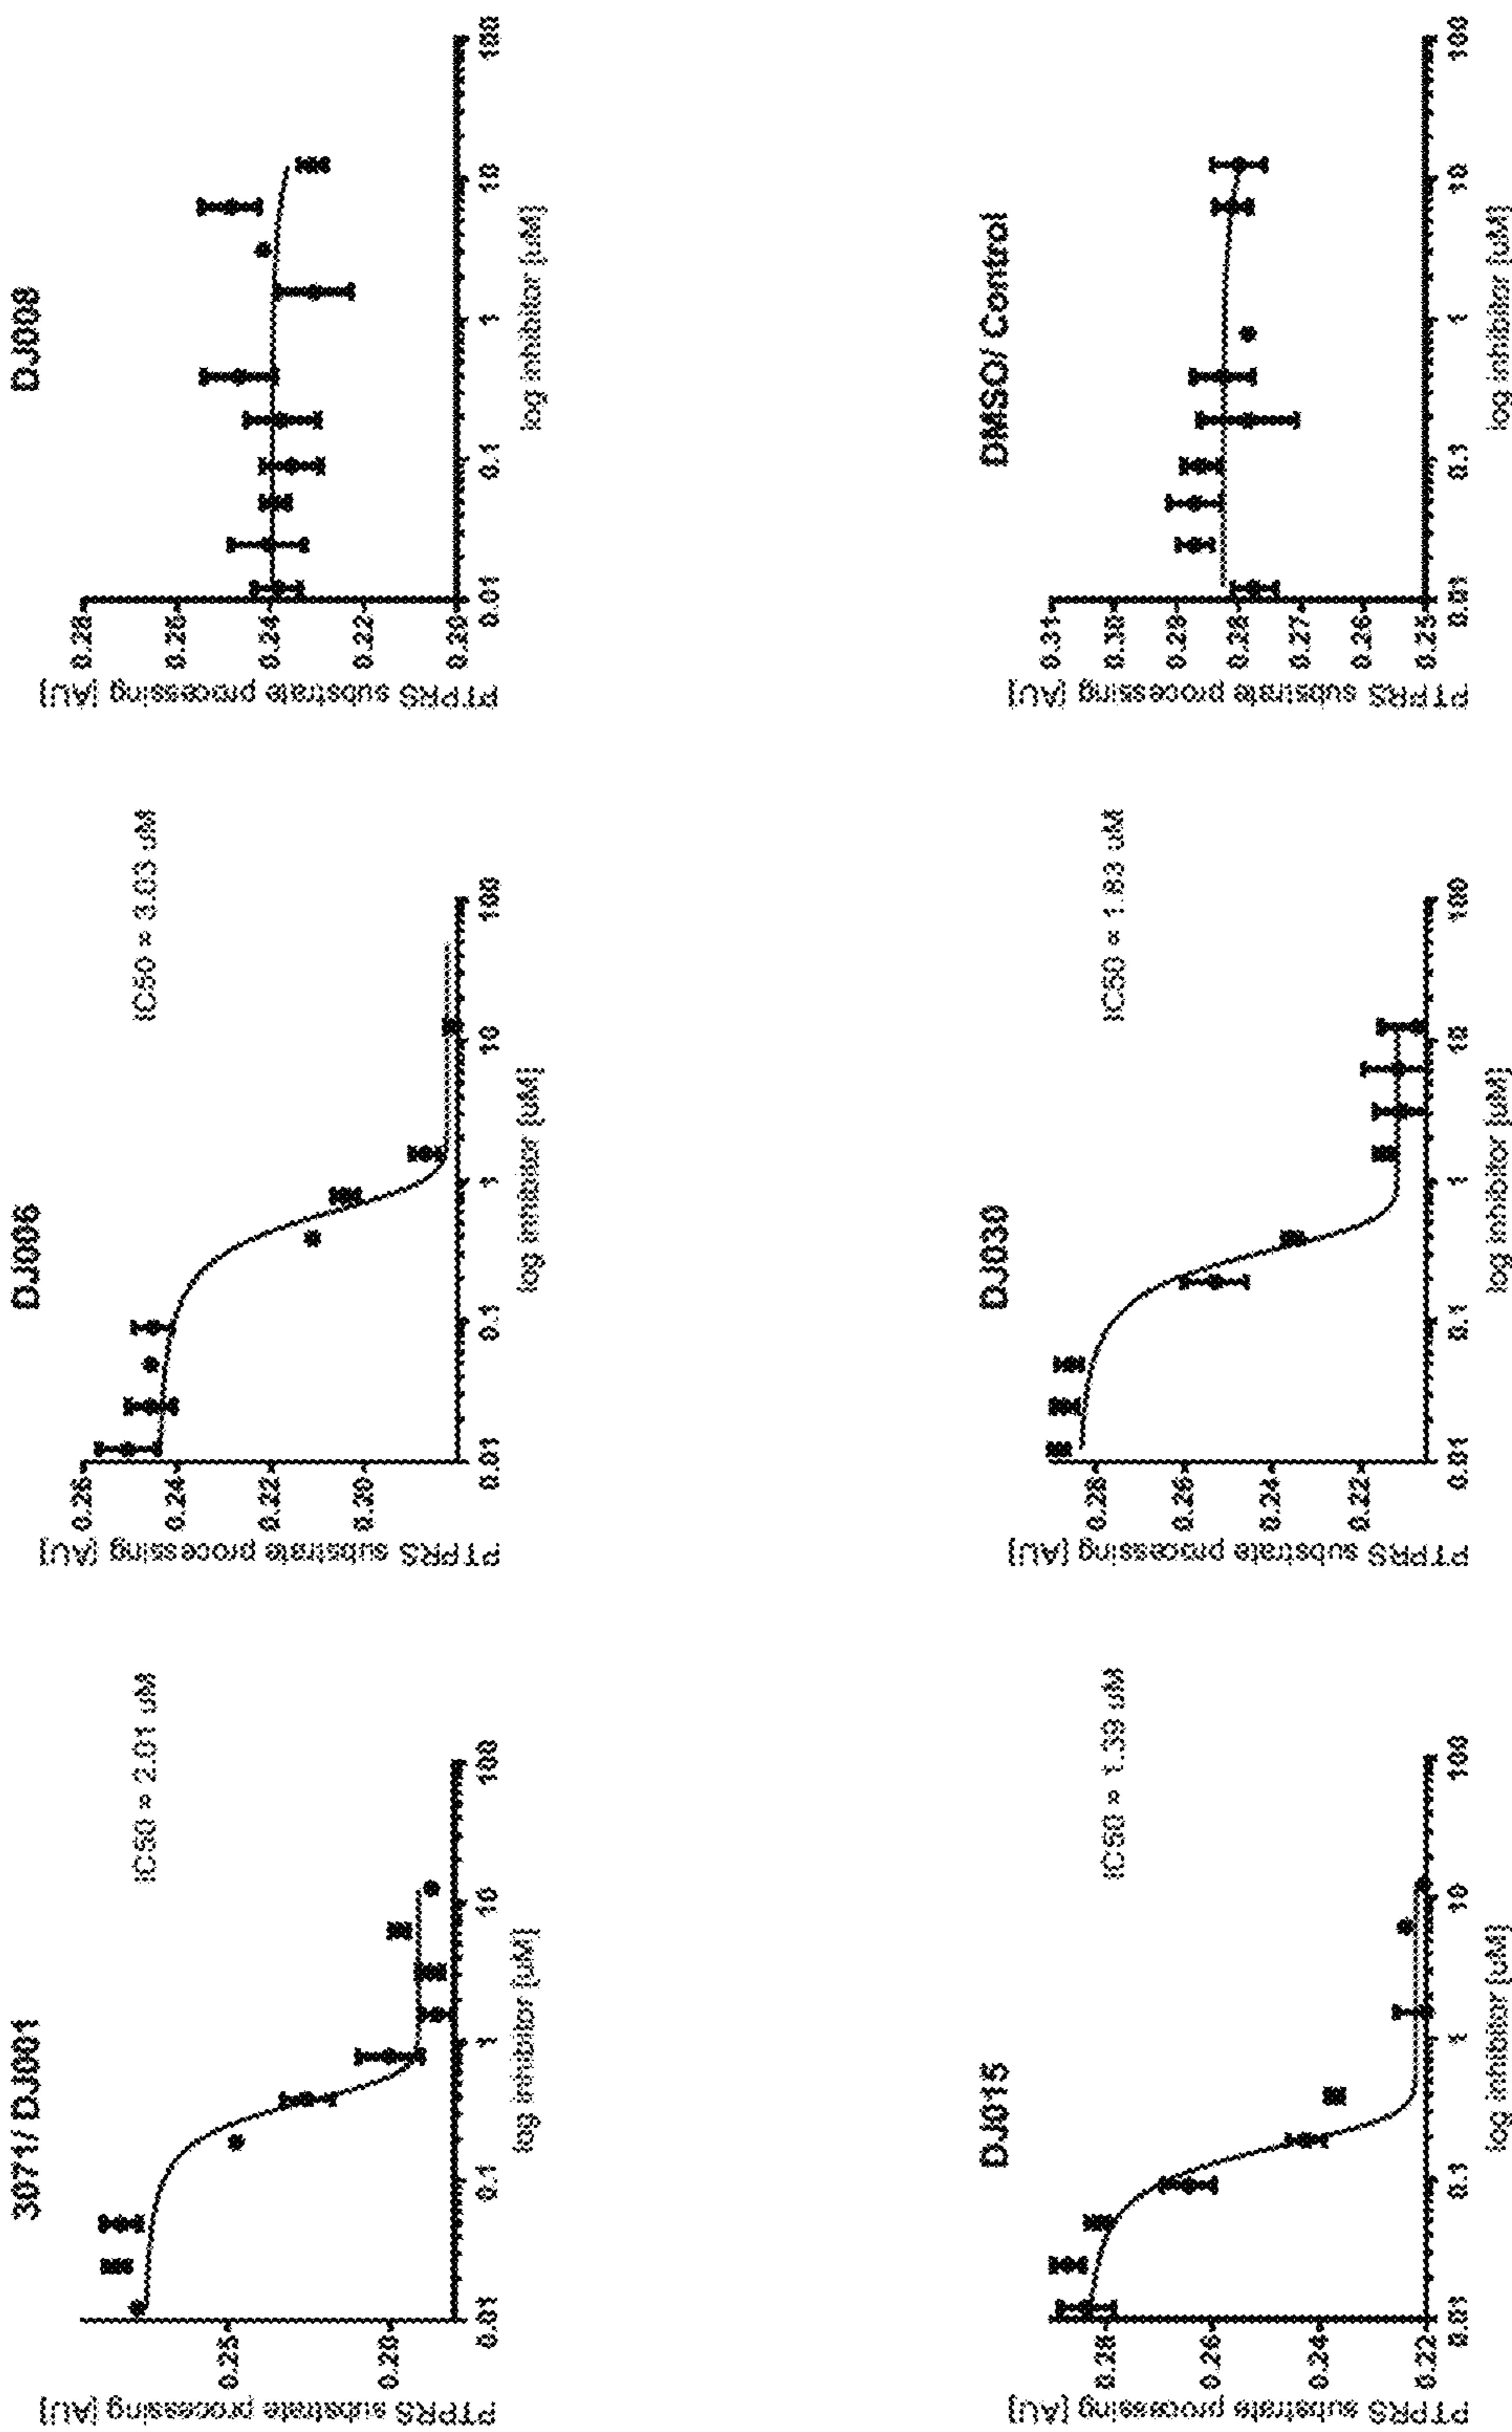 3071/ DJ001
IC50 = 2.01 uM
PTPRS substrate processing [AU]
0.25
0.20
0.01
0.1
1
10
100
log inhibitor [uM]
DJ006
IC50 = 3.03 uM
PTPRS substrate processing [AU]
0.26
0.24
0.22
0.20
0.01
0.1
1
10
100
log inhibitor [uM]
DJ008
PTPRS substrate processing [AU]
0.28
0.26
0.24
0.22
0.20
0.01
0.1
1
10
100
log inhibitor [uM]
DJ015
IC50 = 1.39 uM
PTPRS substrate processing [AU]
0.28
0.26
0.24
0.22
0.01
0.1
1
10
100
log inhibitor [uM]
DJ030
IC50 = 1.83 uM
PTPRS substrate processing [AU]
0.28
0.26
0.24
0.22
0.01
0.1
1
10
100
log inhibitor [uM]
DMSO/ Control
PTPRS substrate processing [AU]
0.31
0.30
0.29
0.28
0.27
0.26
0.25
0.01
0.1
1
10
100
log inhibitor [uM]